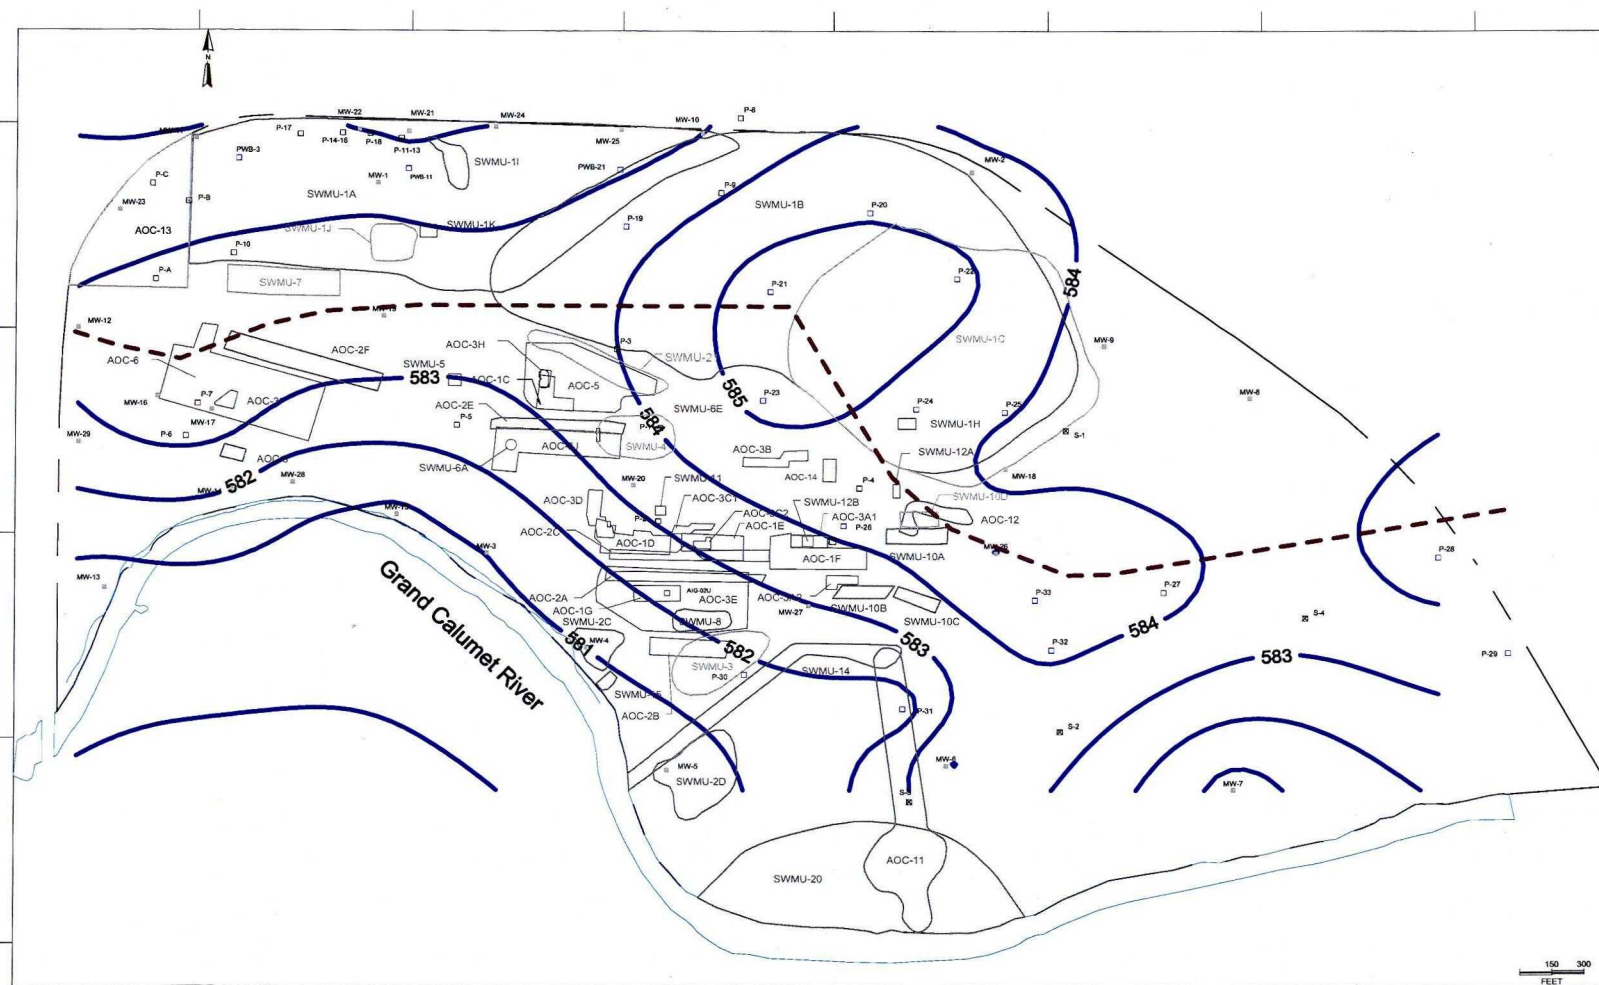 N
P-8
MW-22
MW-21
MW-24
MW-10
P-17
P-14-16
P-18
P-11-13
MW-25
PWB-3
PWB-11
PWB-21
SWMU-1I
MW-2
P-C
MW-1
SWMU-1A
P-9
P-B
MW-23
SWMU-1B
P-20
AOC-13
SWMU-1J
SWMU-1K
P-19
P-10
P-A
SWMU-7
P-21
P-22
584
MW-12
SWMU-1C
MW-9
AOC-6
AOC-2F
AOC-3H
P-3
SWMU-2
SWMU-5
583
AOC-1C
AOC-5
585
MW-8
MW-16
P-7
AOC-2E
SWMU-6E
P-23
P-24
P-25
584
MW-17
P-5
SWMU-1H
S-1
MW-29
P-6
SWMU-4
AOC-3B
SWMU-12A
SWMU-6A
MW-28
582
MW-20
AOC-14
MW-18
P-4
AOC-3D
AOC-3C1
SWMU-12B
SWMU-10D
AOC-3A1
AOC-12
AOC-2C
AOC-1E
P-26
AOC-1D
AOC-1F
SWMU-10A
MW-3
P-28
MW-13
AOC-2A
AIG-02U
AOC-3E
AOC-1G
MW-27
SWMU-10B
P-33
P-27
SWMU-2C
SWMU-8
SWMU-10C
S-4
Grand Calumet River
581
MW-4
582
583
P-32
584
583
P-29
SWMU-3
SWMU-14
P-30
AOC-2B
P-31
S-2
MW-5
SWMU-2D
MW-6
MW-7
AOC-11
SWMU-20
150 300
FEET